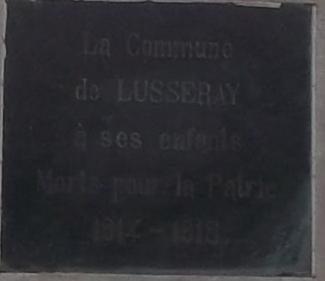 La Commune
de LUSSERAY
à ses enfants
Morts pour la Patrie
1914-1918